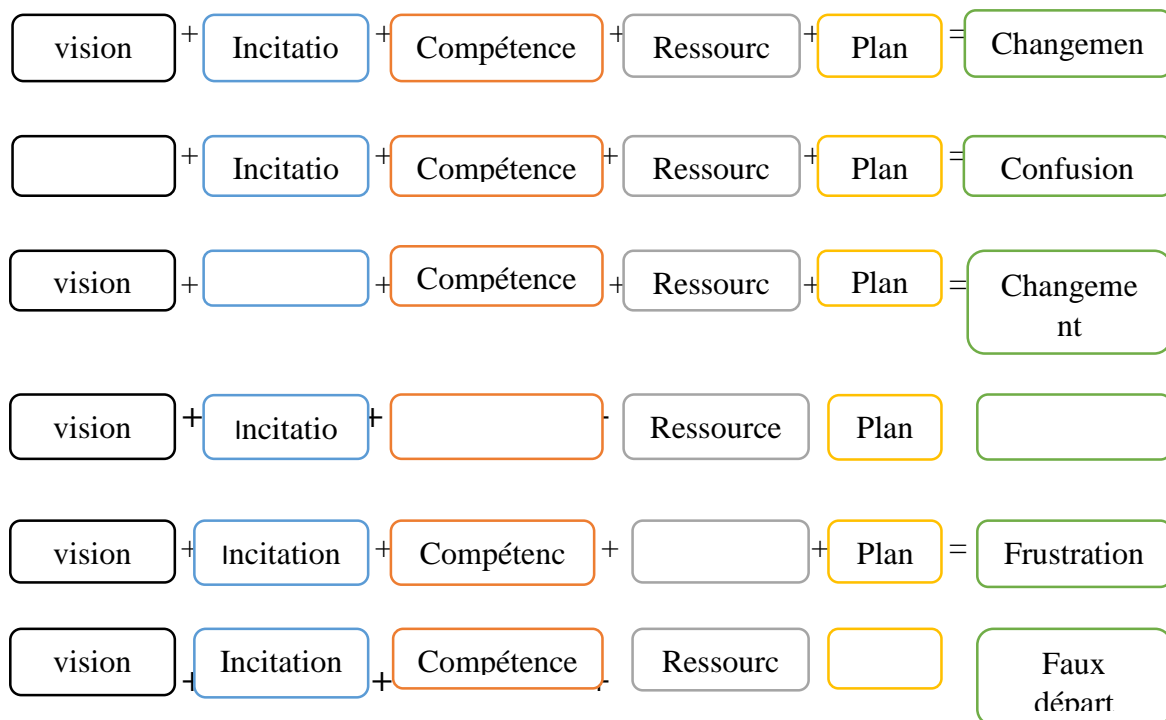 vision + Incitatio + Compétence + Ressourc + Plan = Changemen
+ Incitatio + Compétence + Ressourc + Plan = Confusion
vision + + Compétence + Ressourc + Plan = Changeme
nt
vision + Incitatio + - Ressource Plan
vision + Incitation + Compétenc + + Plan = Frustration
vision + Incitation + Compétence - Ressourc Faux
départ